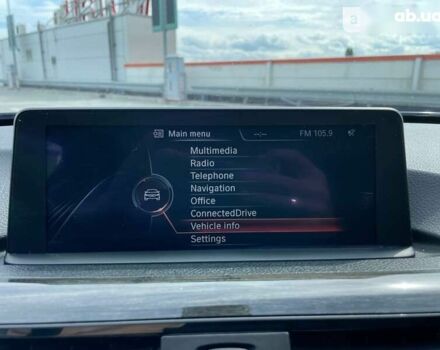 ab.ua
Main menu --:-- FM 105.9
Multimedia
Radio
Telephone
Navigation
Office
ConnectedDrive
Vehicle info
Settings